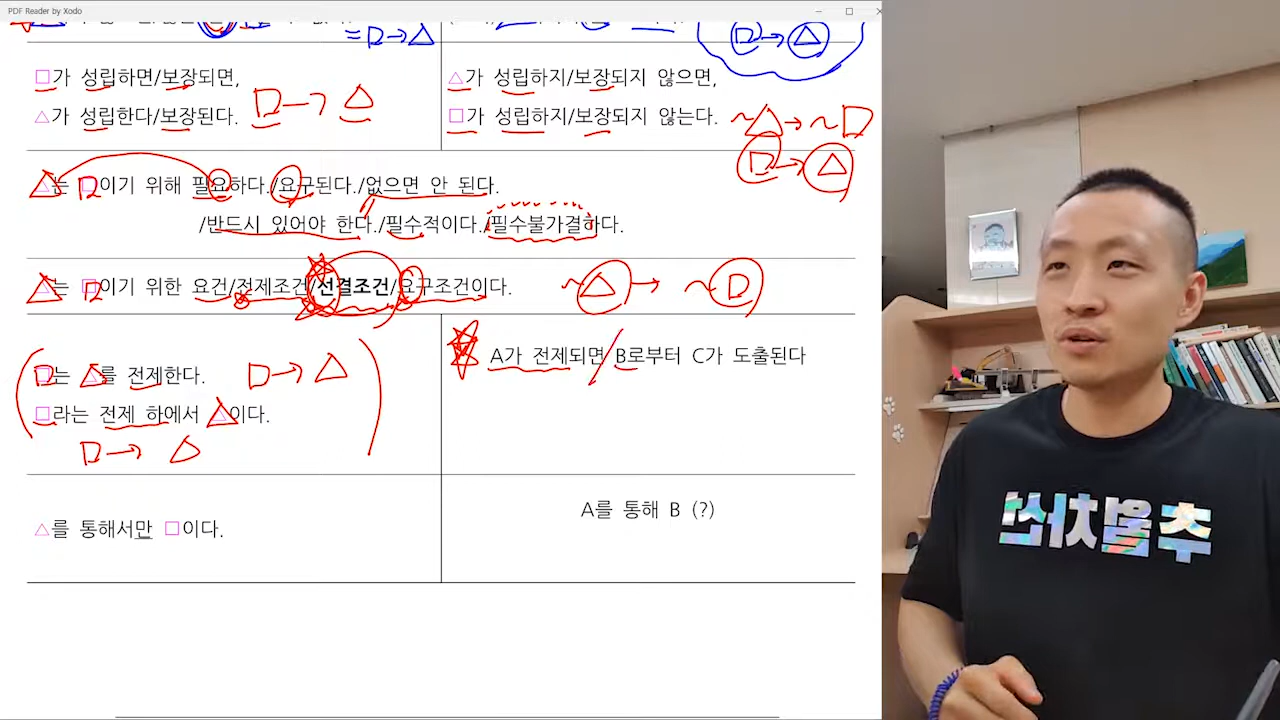 PDF Reader by Xodo
= □→△
□→△
□가 성립하면/보장되면,
△가 성립한다/보장된다.
□→△
△가 성립하지/보장되지 않으면,
□가 성립하지/보장되지 않는다.
~△→~□
□→△
△는 □이기 위해 필요하다./요구된다./없으면 안 된다.
/반드시 있어야 한다./필수적이다./필수불가결하다.
△는 □이기 위한 요건/전제조건/선결조건/요구조건이다.
~△→~□
□는 △를 전제한다.
□→△
□라는 전제 하에서 △이다.
□→△
A가 전제되면 B로부터 C가 도출된다
△를 통해서만 □이다.
A를 통해 B (?)
추월차선